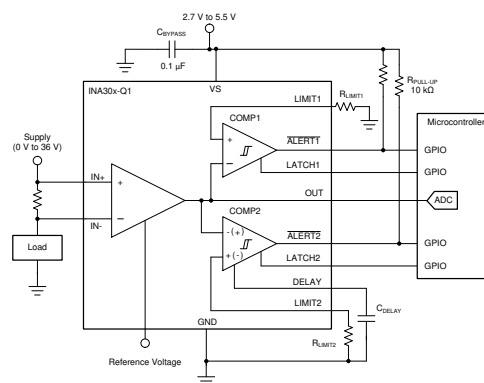 2.7 V to 5.5 V
CBYPASS
0.1 µF
RPULL-UP
10 kΩ
INA30x-Q1
VS
LIMIT1
RLIMIT1
Microcontroller
Supply
(0 V to 36 V)
COMP1
+
−
ALERT1
GPIO
LATCH1
GPIO
IN+
+
OUT
ADC
IN-
−
COMP2
-(+)
ALERT2
GPIO
+(-)
LATCH2
GPIO
Load
DELAY
CDELAY
LIMIT2
GND
RLIMIT2
Reference Voltage